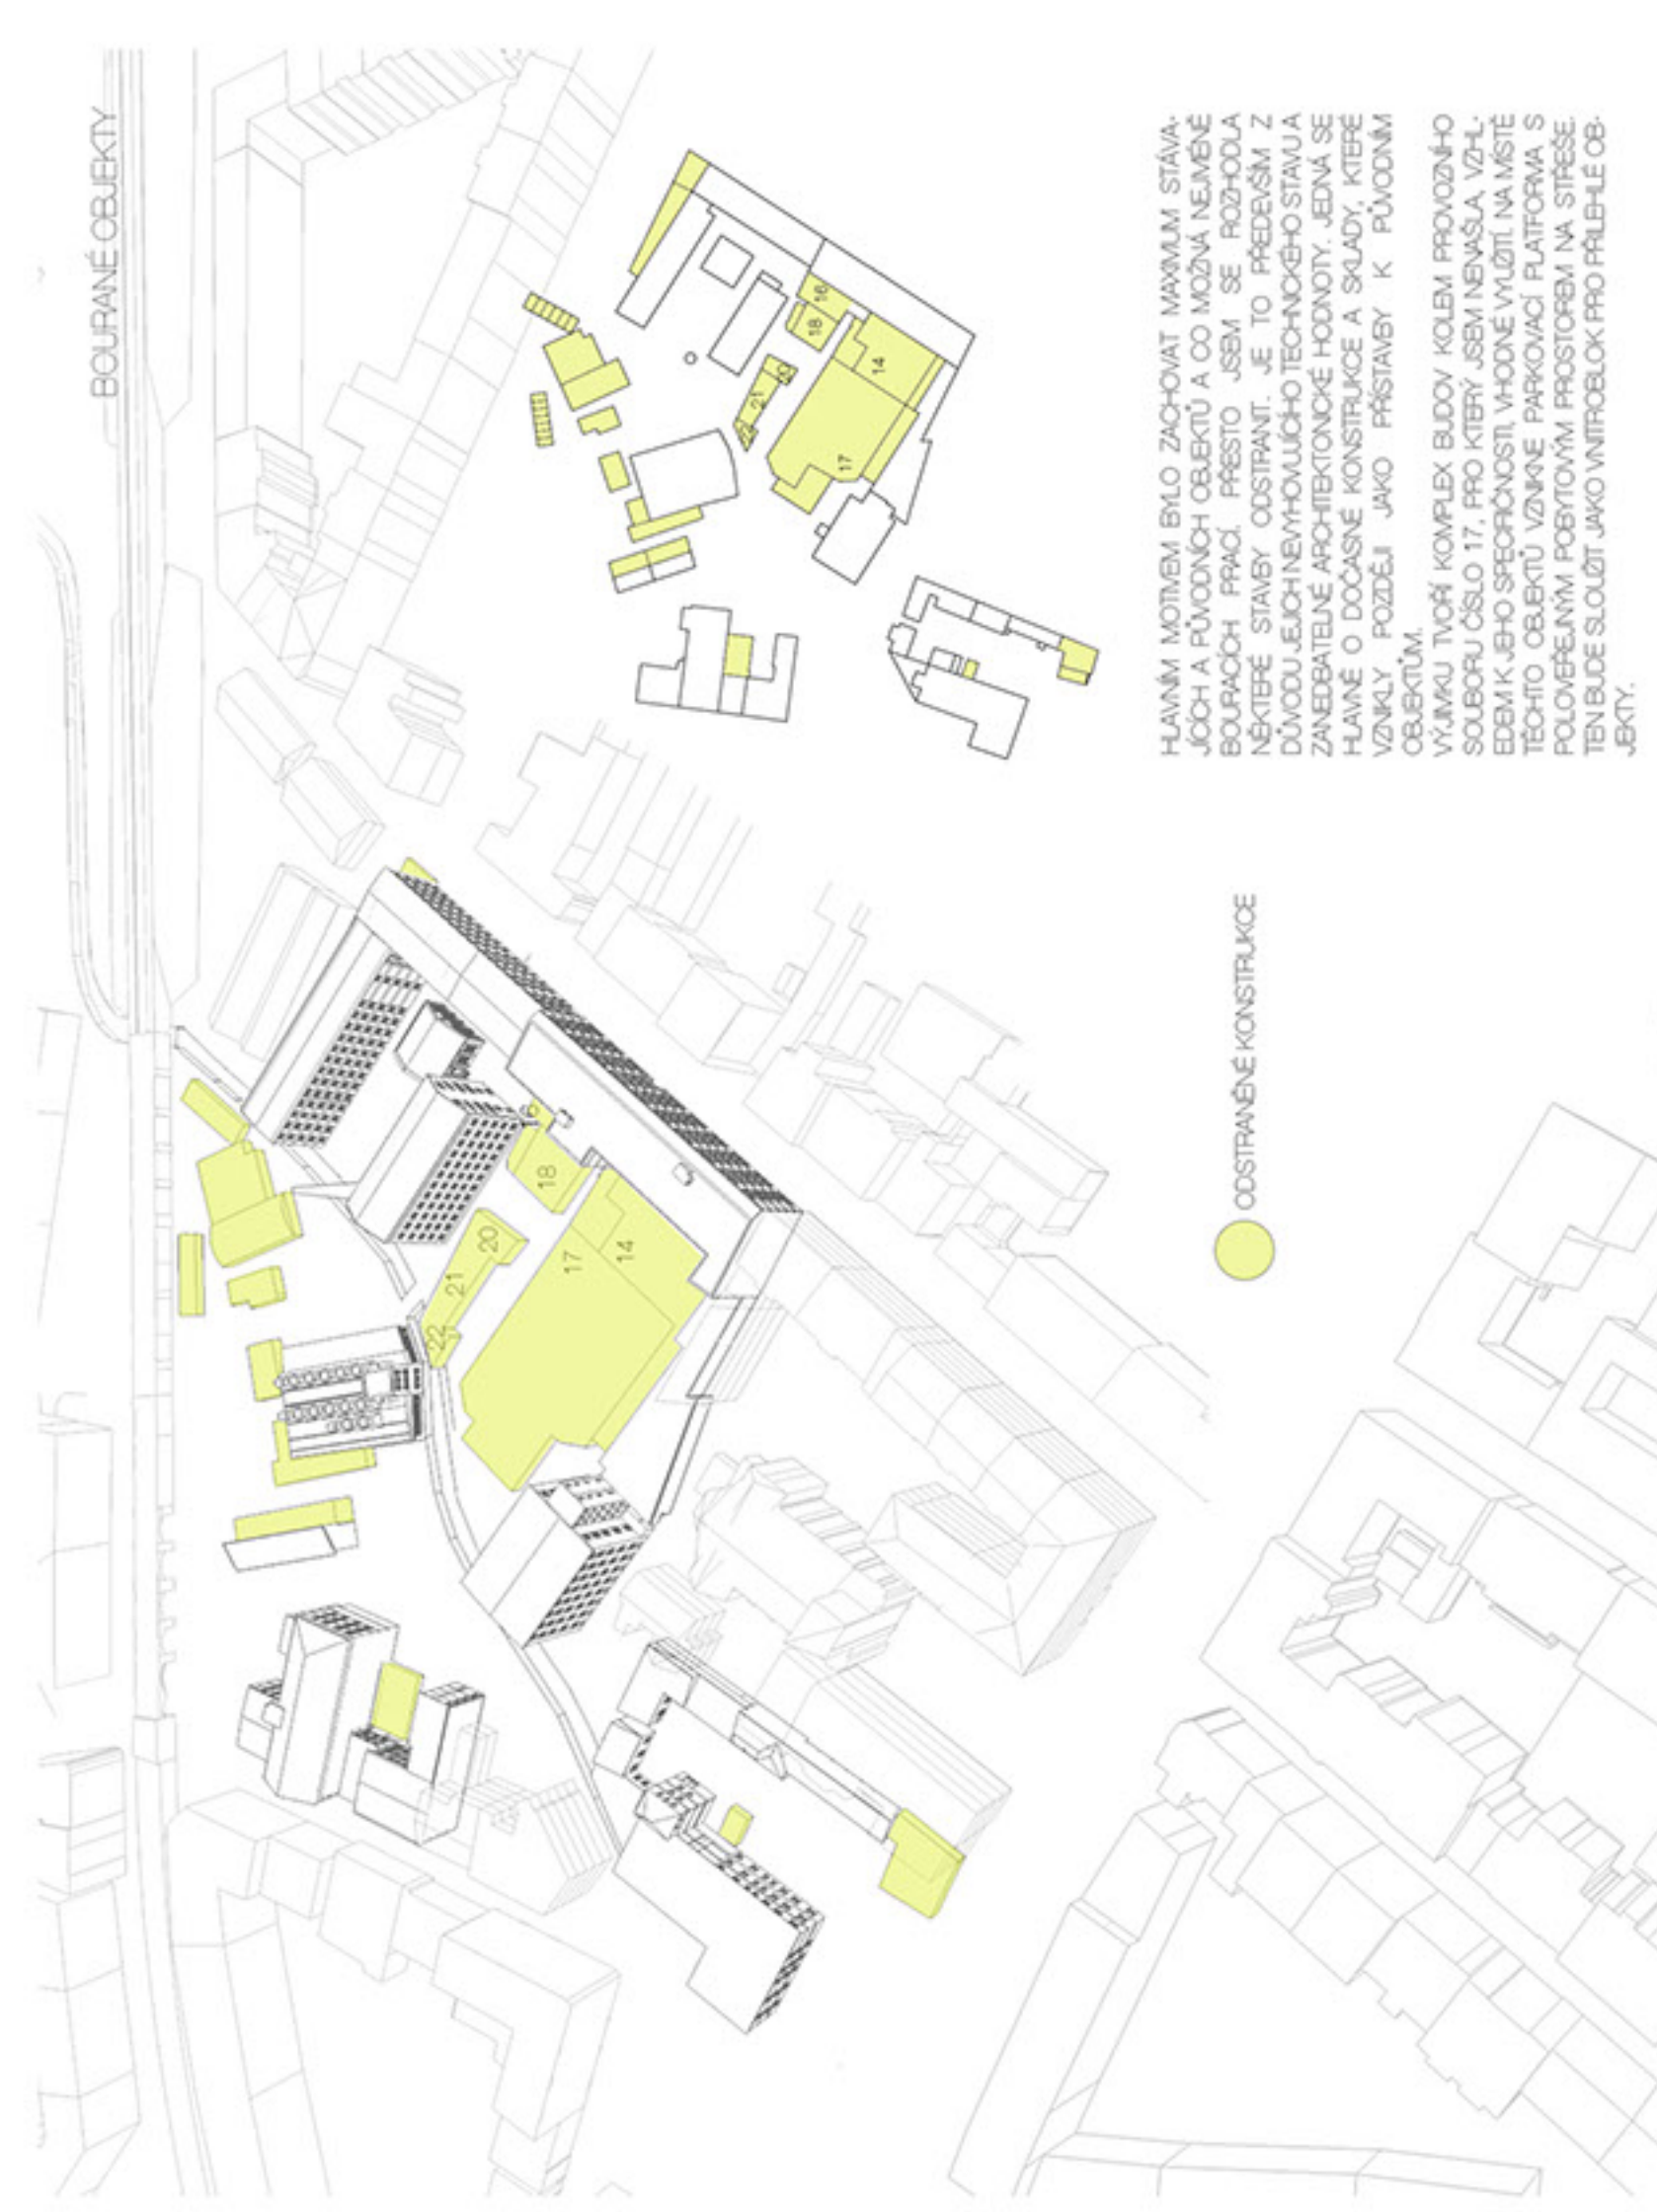 BOURANÉ OBJEKTY
16
18
14
20
21
22
17
HLAVNÍM MOTIVEM BYLO ZACHOVAT MAXIMUM STÁVA-
JÍCÍCH A PŮVODNÍCH OBJEKTŮ A CO MOŽNÁ NEJMÉNĚ
BOURACÍCH PRACÍ. PŘESTO JSEM SE ROZHODLA
NĚKTERÉ STAVBY ODSTRANIT. JE TO PŘEDEVŠÍM Z
DŮVODU JEJICH NEVYHOVUJÍCÍHO TECHNICKÉHO STAVU A
ZANEDBATELNÉ ARCHITEKTONICKÉ HODNOTY. JEDNÁ SE
HLAVNĚ O DOČASNÉ KONSTRUKCE A SKLADY, KTERÉ
VZNIKLY POZDĚJI JAKO PŘÍSTAVBY K PŮVODNÍM
OBJEKTŮM.
VÝJIMKU TVOŘÍ KOMPLEX BUDOV KOLEM PROVOZNÍHO
SOUBORU ČÍSLO 17, PRO KTERÝ JSEM NENAŠLA, VZHL-
EDEM K JEHO SPECIFIČNOSTI, VHODNÉ VYUŽITÍ. NA MÍSTĚ
TĚCHTO OBJEKTŮ VZNIKNE PARKOVACÍ PLATFORMA S
POLOVEŘEJNÝM POBYTOVÝM PROSTOREM NA STŘEŠE.
TEN BUDE SLOUŽIT JAKO VNITROBLOK PRO PŘILEHLÉ OB-
JEKTY.
18
20
21
22
17
14
ODSTRANĚNÉ KONSTRUKCE